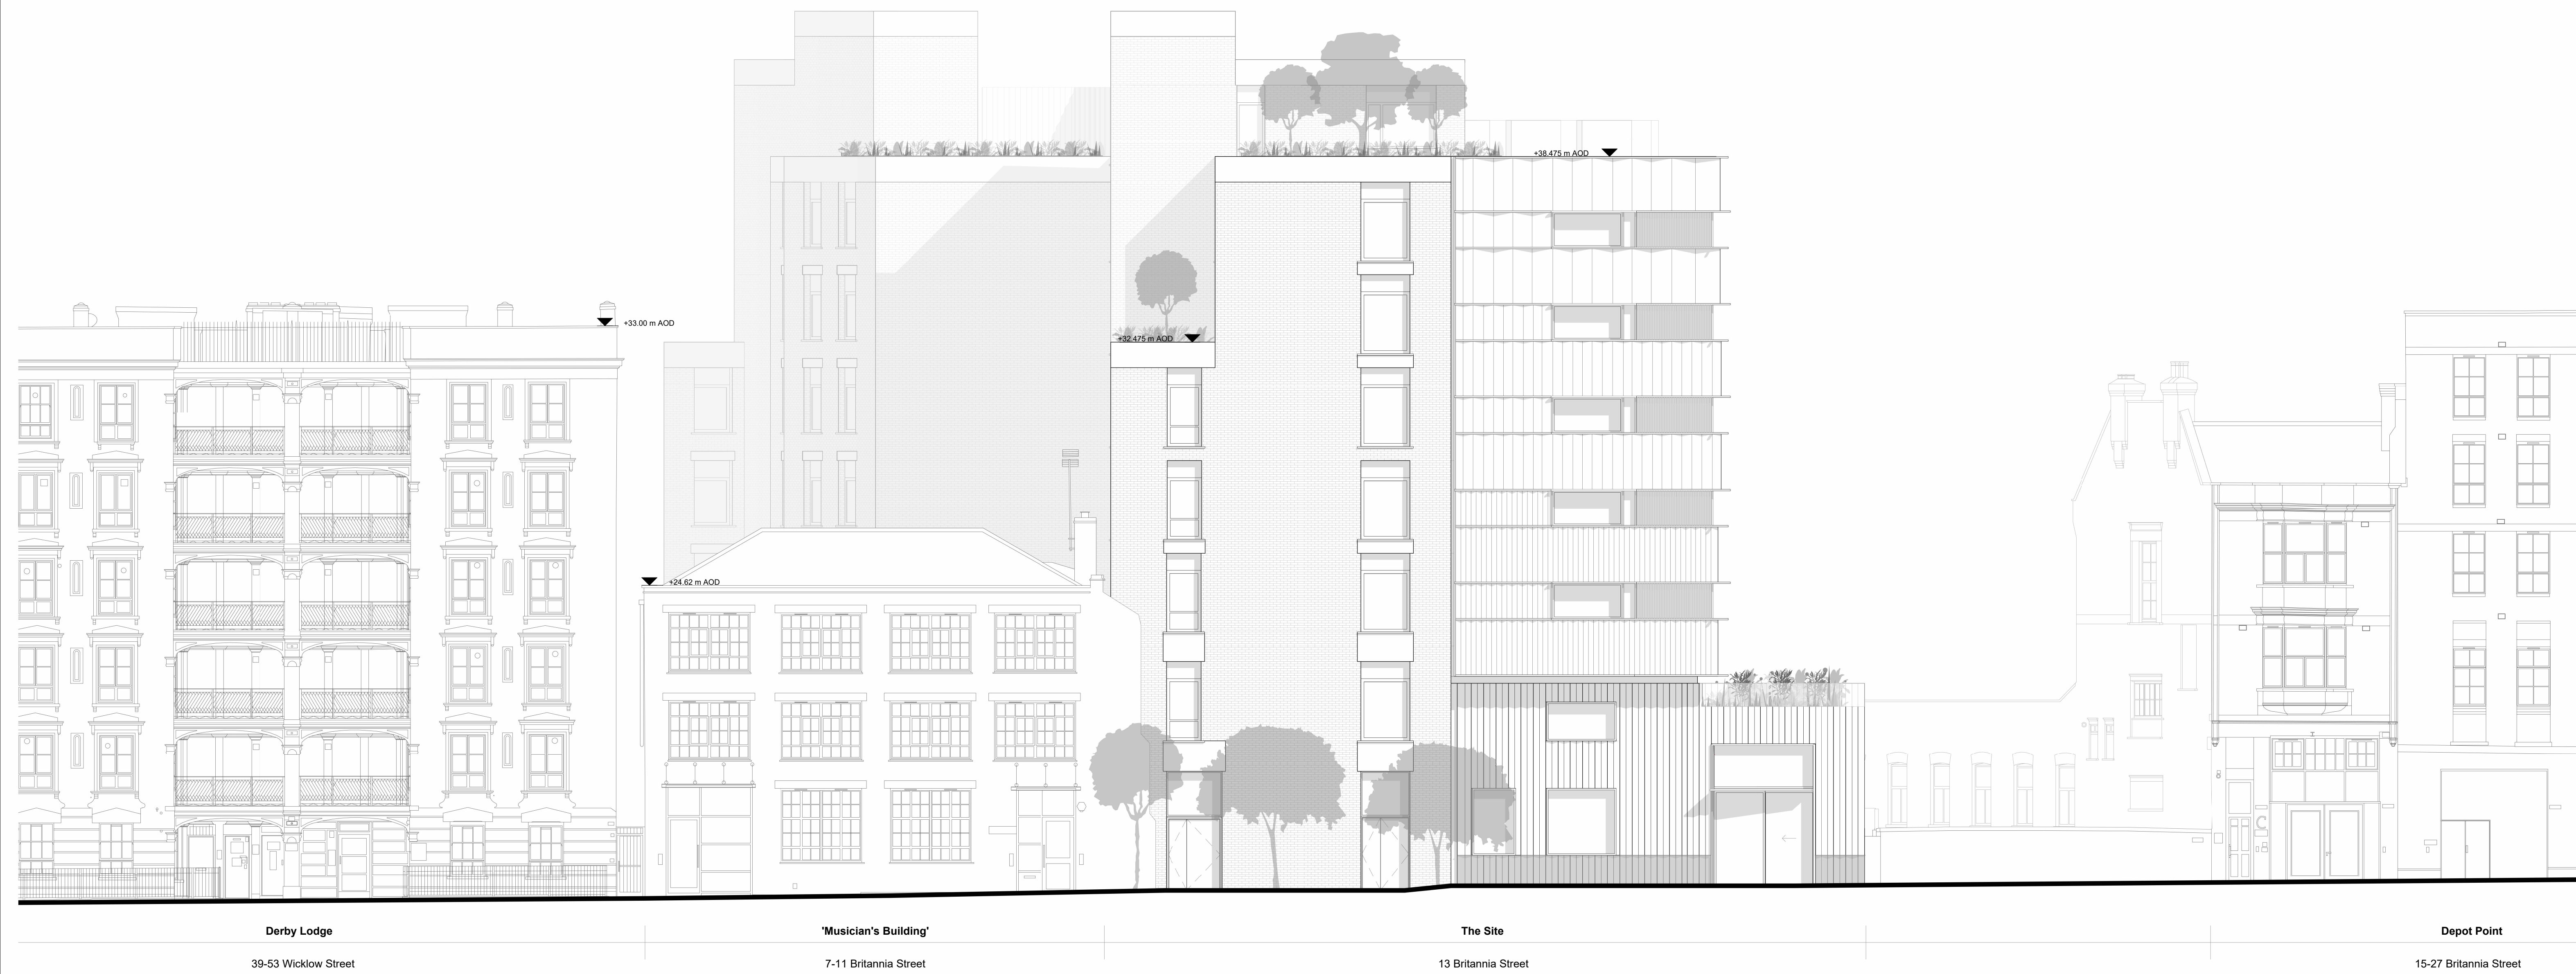 +38.475 m AOD
+33.00 m AOD
+32.475 m AOD
+24.62 m AOD
C
Derby Lodge
'Musician's Building'
The Site
Depot Point
39-53 Wicklow Street
7-11 Britannia Street
13 Britannia Street
15-27 Britannia Street